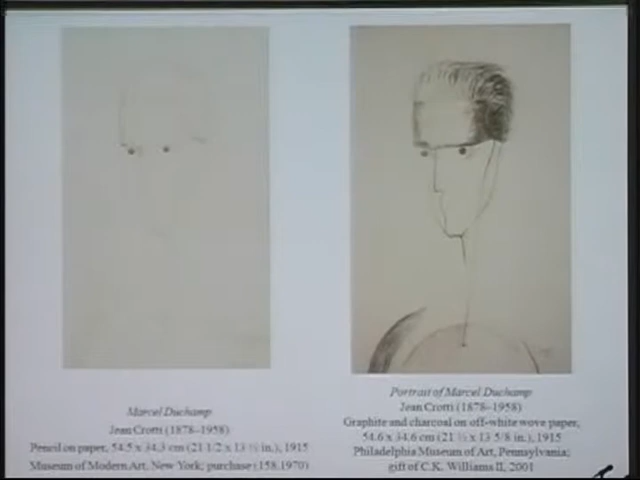 Marcel Duchamp
Jean Crotti (1878–1958)
Pencil on paper, 54.5 x 34.3 cm (21 1/2 x 13 ½ in.), 1915
Museum of Modern Art, New York; purchase (158.1970)
Portrait of Marcel Duchamp
Jean Crotti (1878–1958)
Graphite and charcoal on off-white wove paper,
54.6 x 34.6 cm (21 ½ x 13 5/8 in.), 1915
Philadelphia Museum of Art, Pennsylvania;
gift of C.K. Williams II, 2001